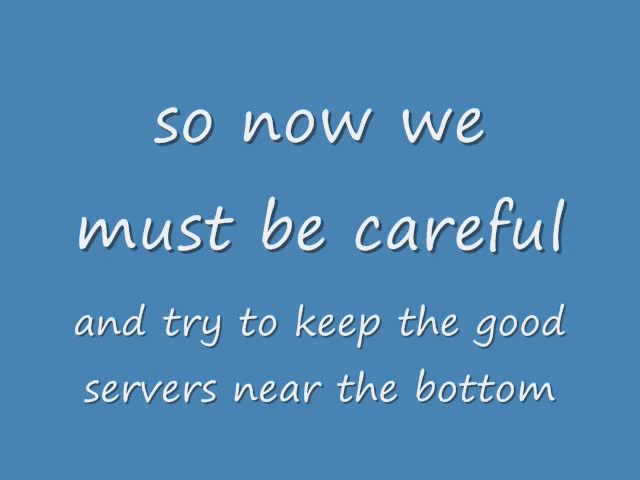 so now we
must be careful
and try to keep the good
servers near the bottom